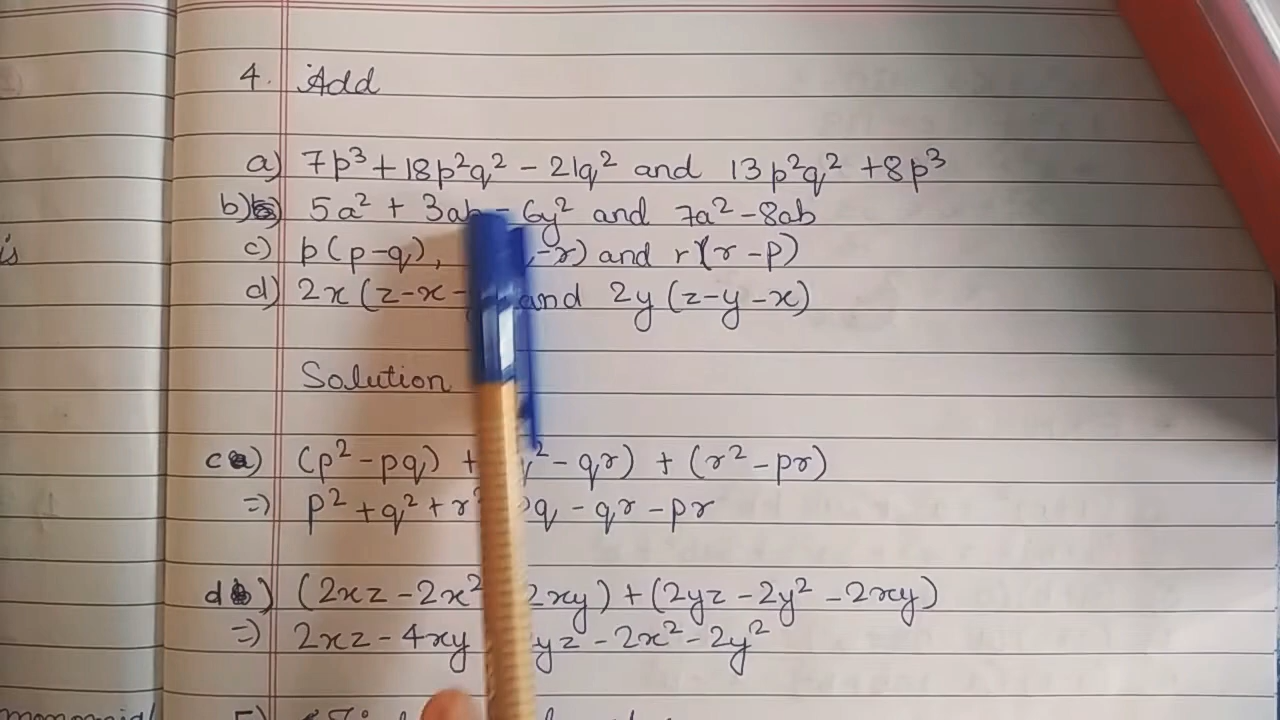 4. Add
a) 7p³ + 18p²q² - 21q² and 13p²q² + 8p³
b) 5a² + 3ab - 6y² and 7a² - 8ab
is
c) p(p-q), -r) and r(r-p)
d) 2x(z-x- and 2y(z-y-x)
Solution
c) (p² - pq) + ² - qr) + (r² - pr)
=) p² + q² + r² pq - qr - pr
d) (2xz - 2x² 2xy) + (2yz - 2y² - 2xy)
=) 2xz - 4xy yz - 2x² - 2y²